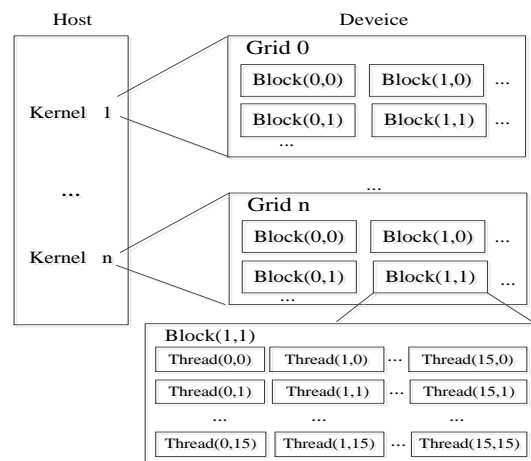 Host Deveice
Grid 0
Block(0,0) Block(1,0) ...
Kernel 1
Block(0,1) Block(1,1) ...
...
...
...
Grid n
Block(0,0) Block(1,0) ...
Kernel n
Block(0,1) Block(1,1) ...
...
Block(1,1)
Thread(0,0) Thread(1,0) ... Thread(15,0)
Thread(0,1) Thread(1,1) ... Thread(15,1)
... ... ...
Thread(0,15) Thread(1,15) ... Thread(15,15)